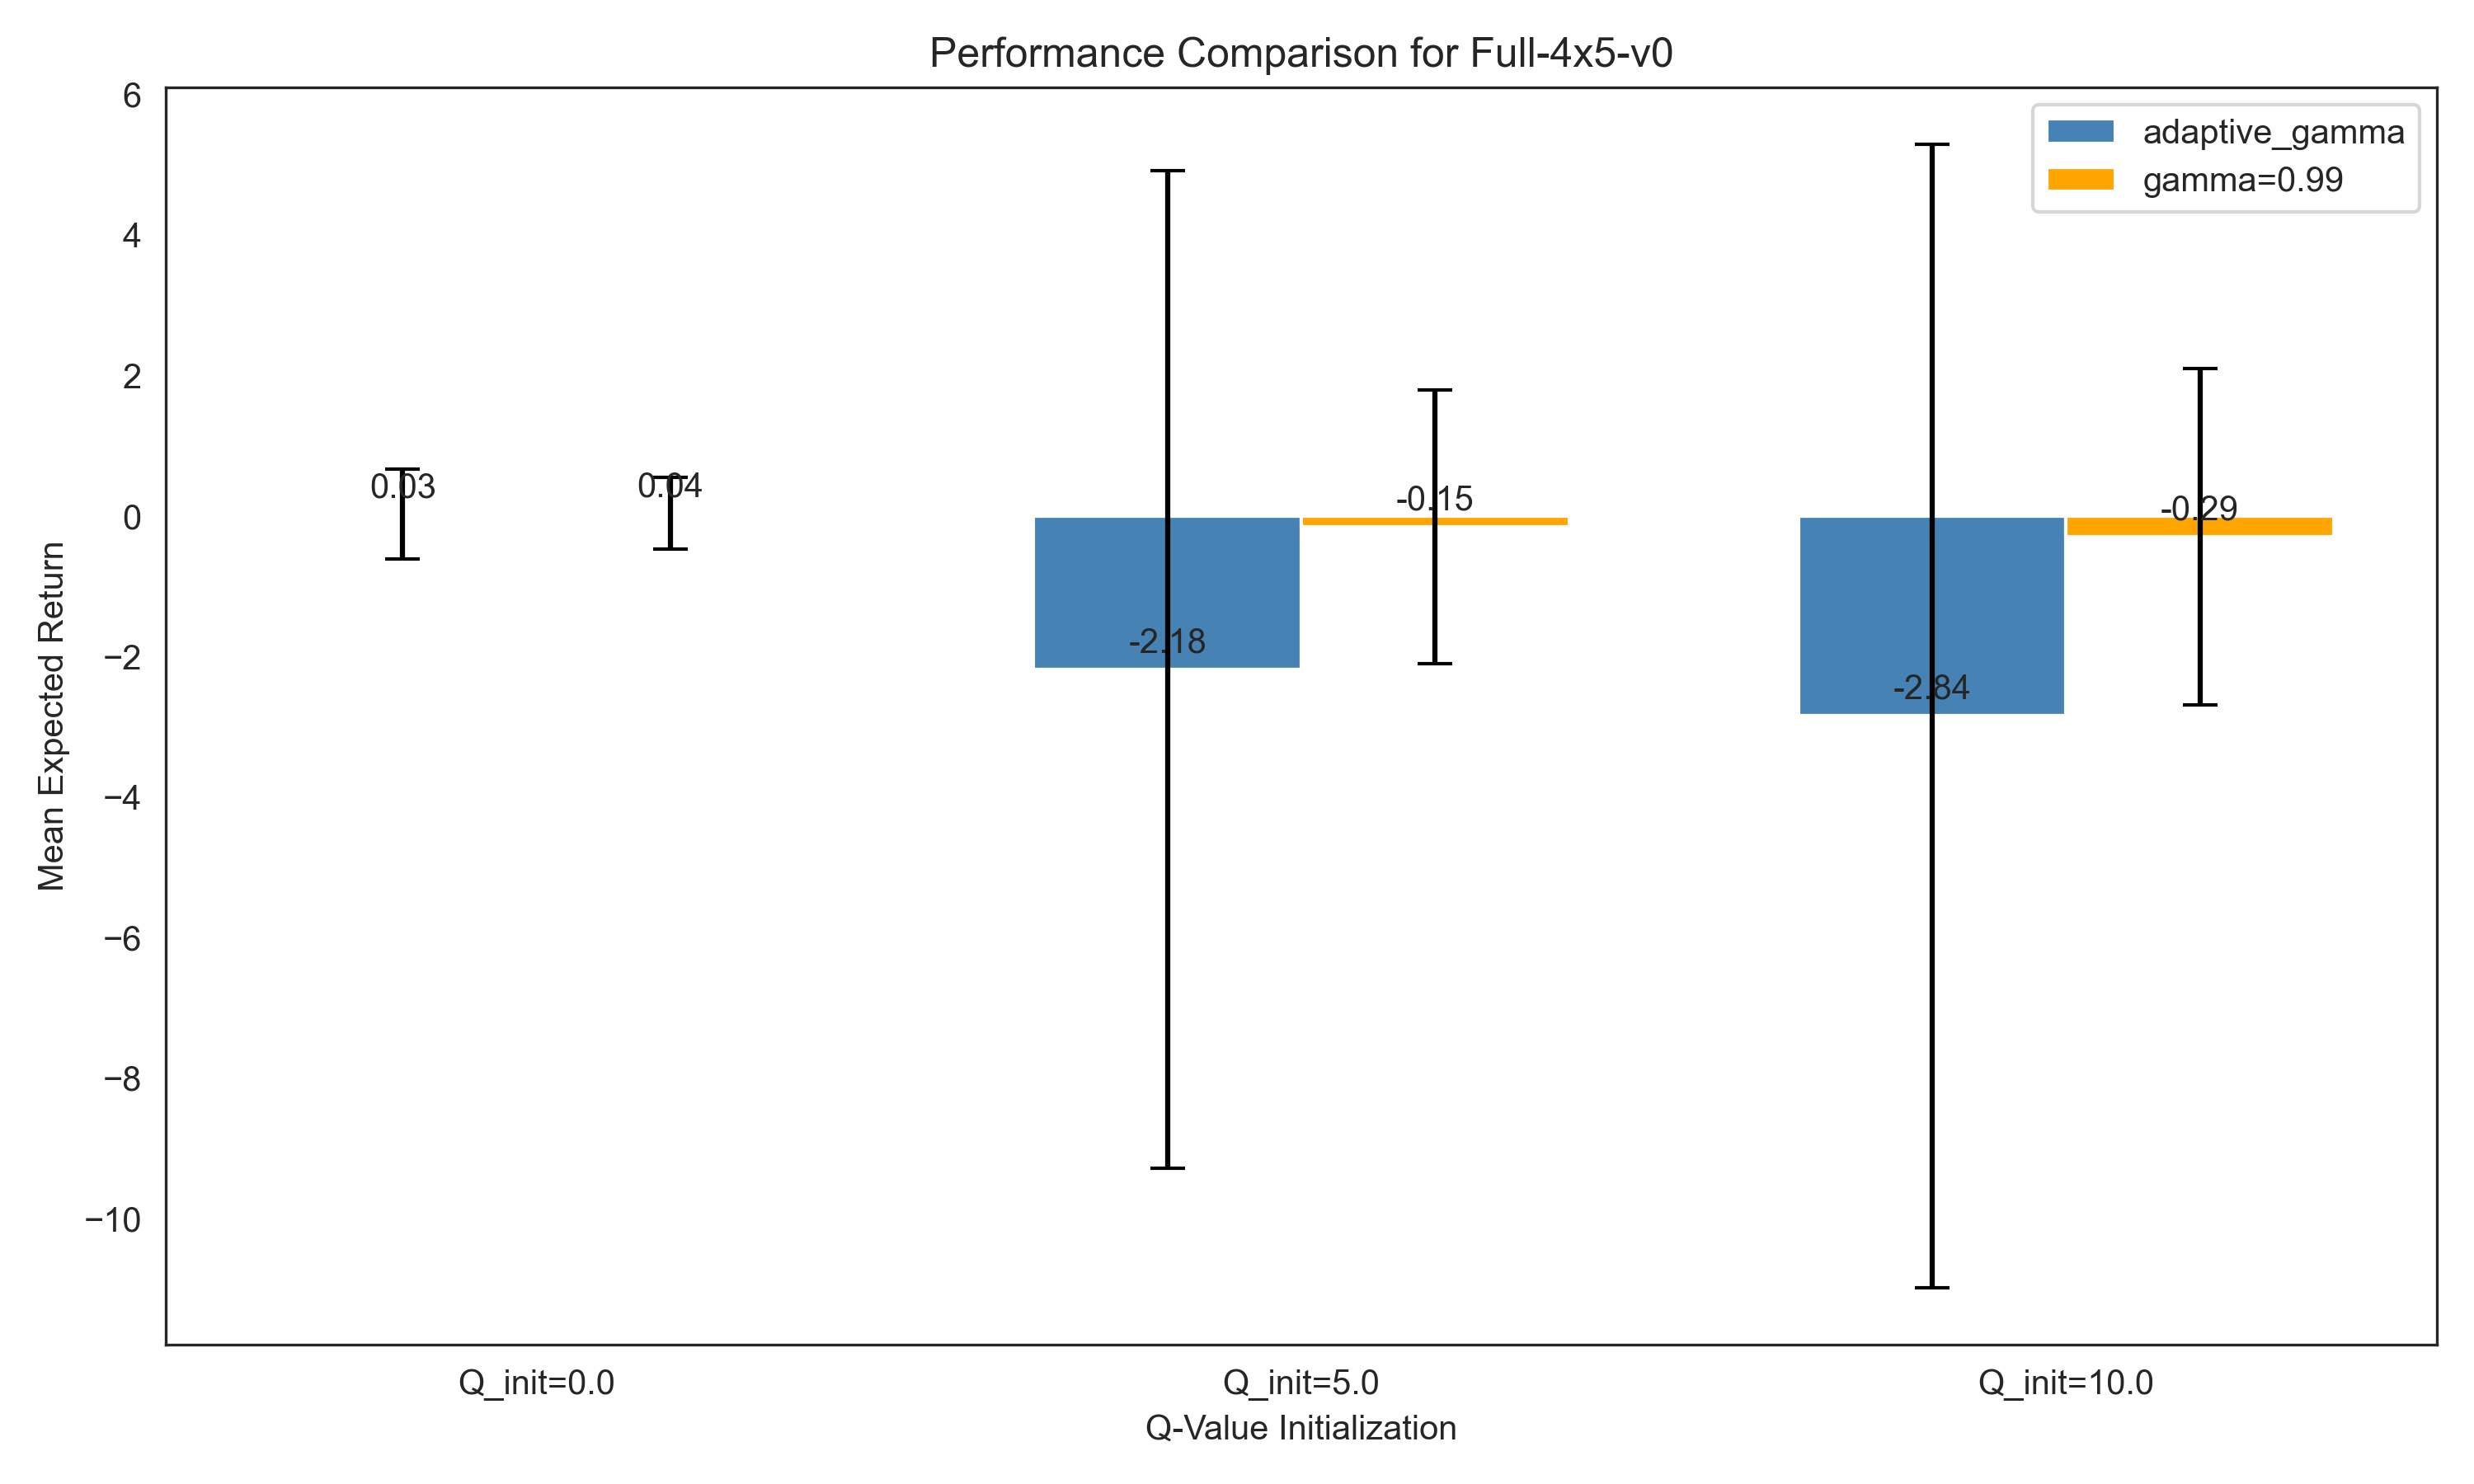 Performance Comparison for Full-4x5-v0
adaptive_gamma
gamma=0.99
Mean Expected Return
6
4
2
0
−2
−4
−6
−8
−10
0.03
0.04
-2.18
-0.15
-2.84
-0.29
Q_init=0.0
Q_init=5.0
Q_init=10.0
Q-Value Initialization